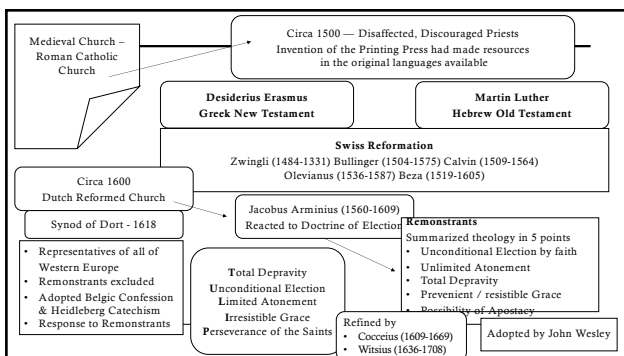 Medieval Church –
Roman Catholic
Church
Circa 1500 — Disaffected, Discouraged Priests
Invention of the Printing Press had made resources
in the original languages available
Desiderius Erasmus
Greek New Testament
Martin Luther
Hebrew Old Testament
Swiss Reformation
Zwingli (1484-1331) Bullinger (1504-1575) Calvin (1509-1564)
Olevianus (1536-1587) Beza (1519-1605)
Circa 1600
Dutch Reformed Church
Synod of Dort - 1618
• Representatives of all of
Western Europe
• Remonstrants excluded
• Adopted Belgic Confession
& Heidleberg Catechism
• Response to Remonstrants
Jacobus Arminius (1560-1609)
Reacted to Doctrine of Election
Total Depravity
Unconditional Election
Limited Atonement
Irresistible Grace
Perseverance of the Saints
Remonstrants
Summarized theology in 5 points
• Unconditional Election by faith
• Unlimited Atonement
• Total Depravity
• Prevenient / resistible Grace
• Possibility of Apostacy
Refined by
• Cocceius (1609-1669)
• Witsius (1636-1708)
Adopted by John Wesley